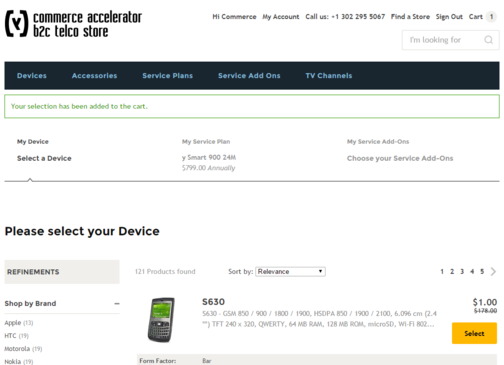 commerce accelerator
b2c telco store
Hi Commerce My Account Call us: +1 302 295 5067 Find a Store Sign Out Cart 1
I'm looking for
Devices Accessories Service Plans Service Add Ons TV Channels
Your selection has been added to the cart.
My Device My Service Plan My Service Add-Ons
Select a Device y Smart 900 24M Choose your Service Add-Ons
$799.00 Annually
Please select your Device
REFINEMENTS 121 Products found Sort by: Relevance 1 2 3 4 5
Shop by Brand
S630 $1.00
S630 - GSM 850 / 900 / 1800 / 1900, HSDPA 850 / 1900 / 2100, 6.096 cm (2.4 $178.00
"") TFT 240 x 320, QWERTY, 64 MB RAM, 128 MB ROM, microSD, Wi-Fi 802...
Select
Apple (13)
HTC (19)
Motorola (19)
Nokia (19)
Form Factor: Bar